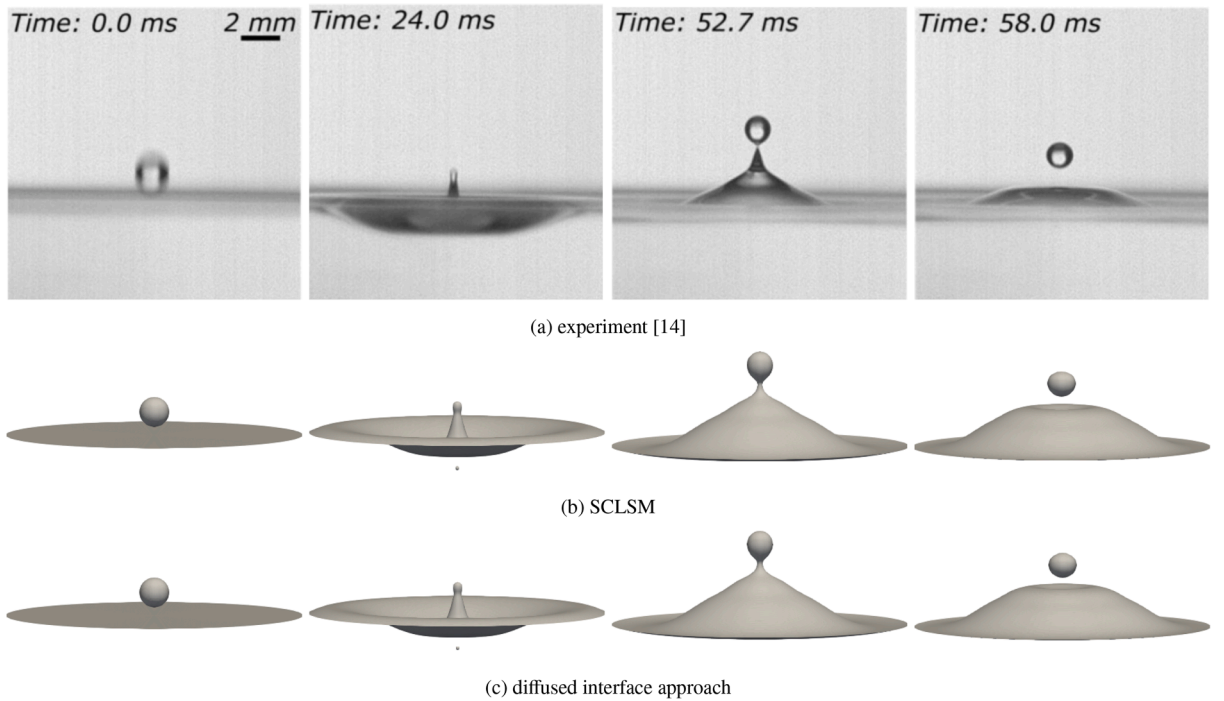 Time: 0.0 ms 2 mm
Time: 24.0 ms
Time: 52.7 ms
Time: 58.0 ms
(a) experiment [14]
(b) SCLSM
(c) diffused interface approach